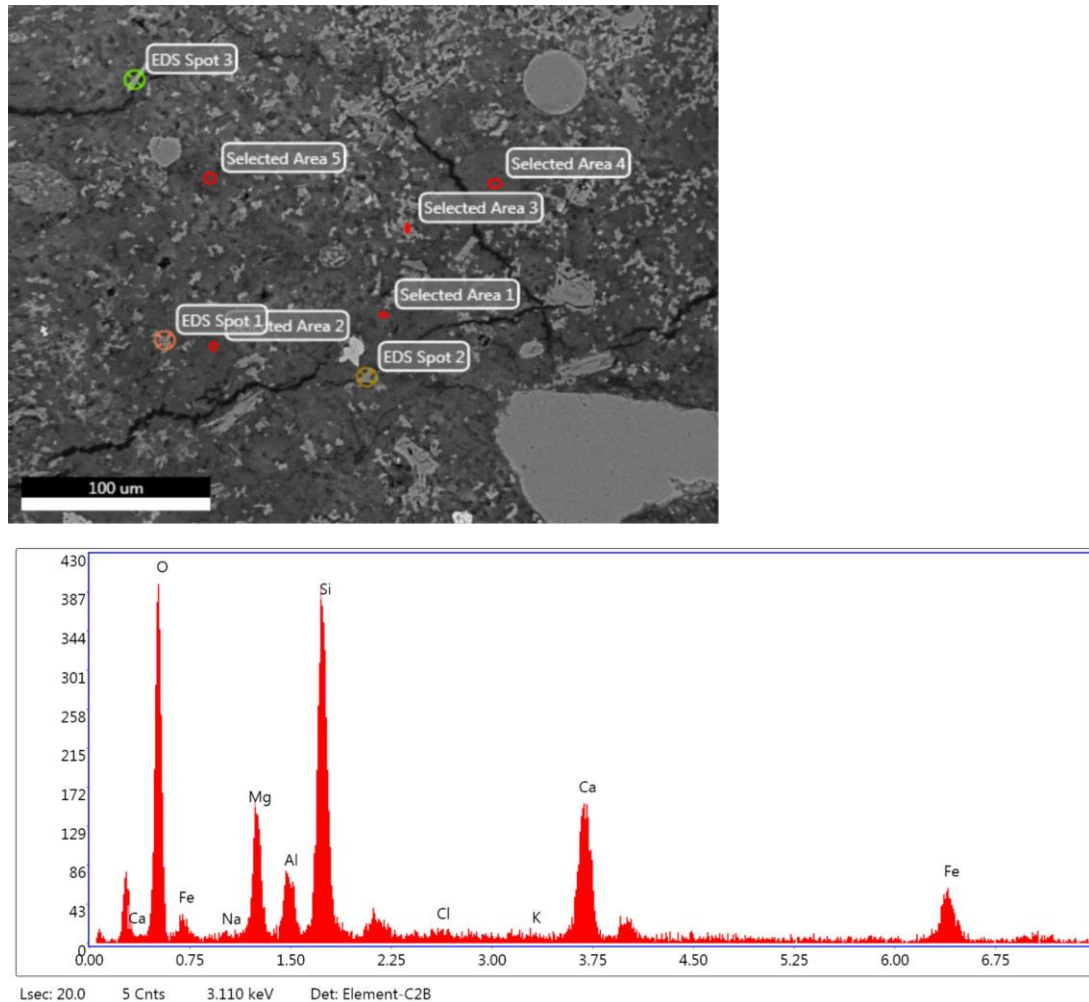 EDS Spot 3
Selected Area 5
Selected Area 4
Selected Area 3
Selected Area 1
EDS Spot 1
ted Area 2
EDS Spot 2
100 um
430
387
344
301
258
215
172
129
86
43
0
O
Si
Mg
Ca
Al
Fe
Fe
Ca
Na
Cl
K
0.00 0.75 1.50 2.25 3.00 3.75 4.50 5.25 6.00 6.75
Lsec: 20.0 5 Cnts 3.110 keV Det: Element-C2B